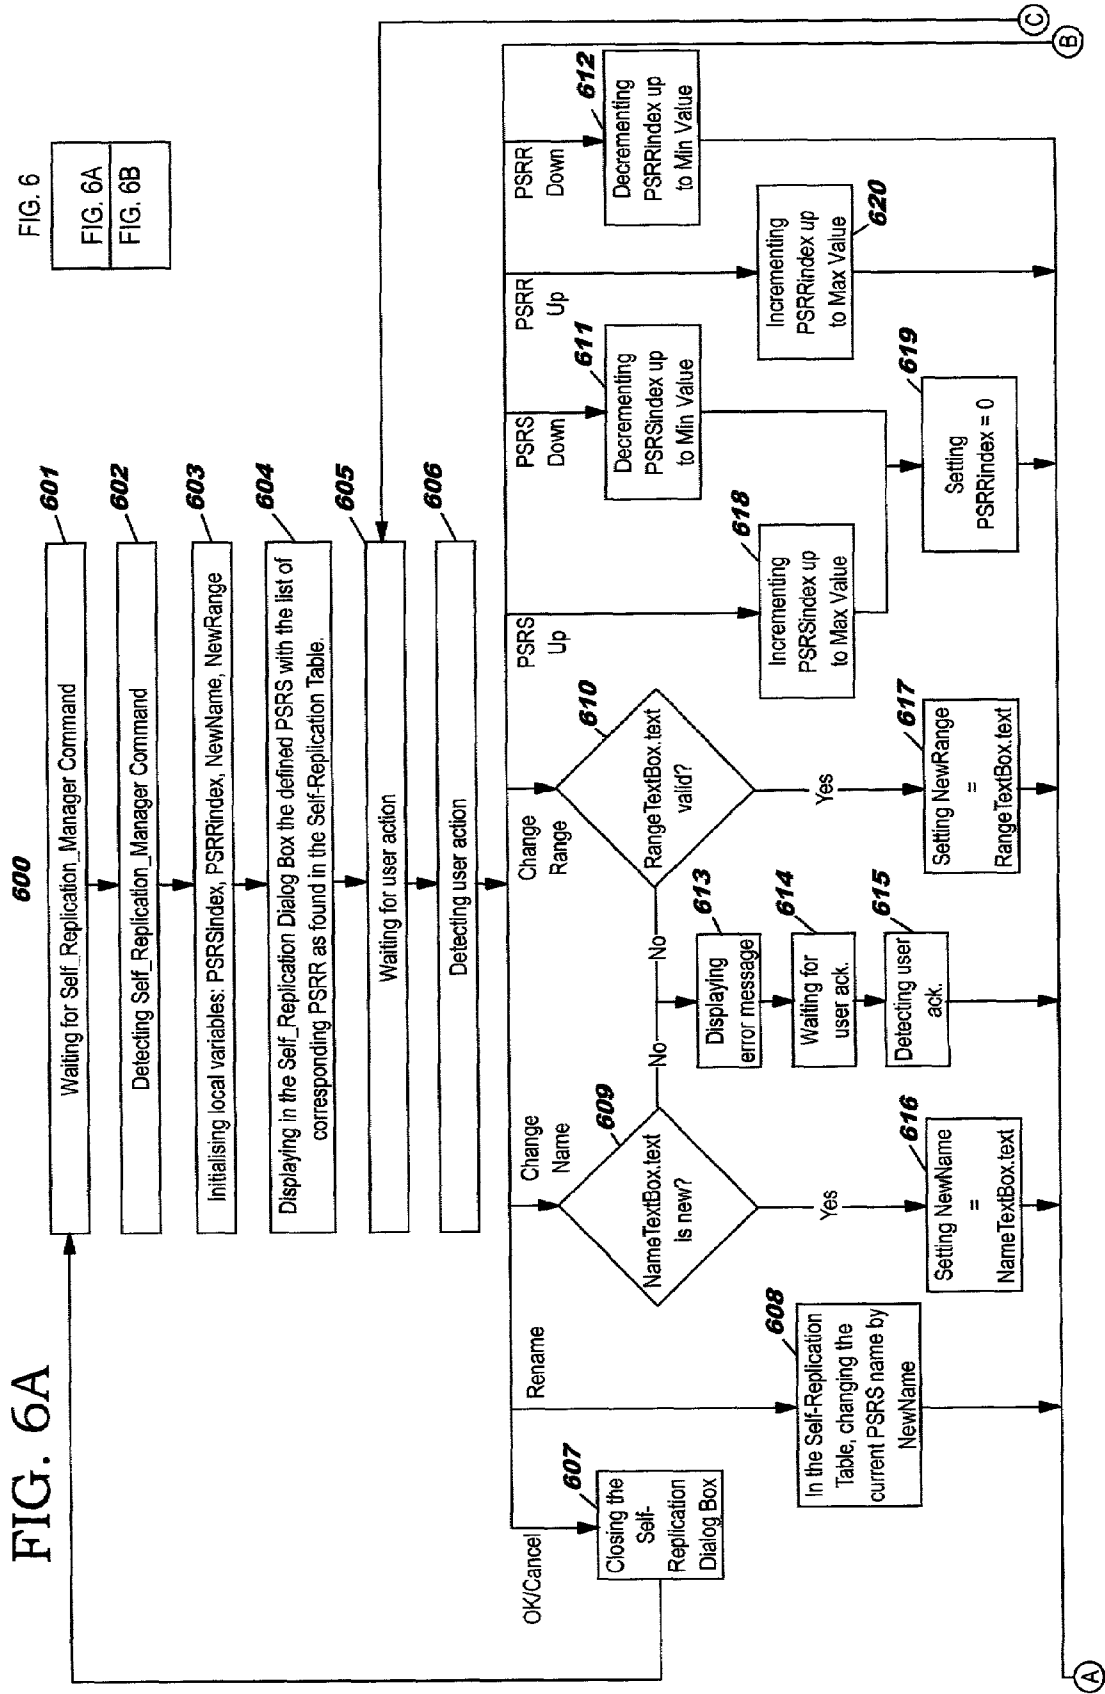 FIG. 6A
FIG. 6
FIG. 6A
FIG. 6B
600
601
Waiting for Self_Replication_Manager Command
602
Detecting Self_Replication_Manager Command
603
Initialising local variables: PSRSIndex, PSRRindex, NewName, NewRange
604
Displaying in the Self_Replication Dialog Box the defined PSRS with the list of
corresponding PSRR as found in the Self-Replication Table.
605
Waiting for user action
606
Detecting user action
OK/Cancel
607
Closing the
Self-
Replication
Dialog Box
Rename
608
In the Self-Replication
Table, changing the
current PSRS name by
NewName
Change
Name
609
NameTextBox.text
is new?
No
Yes
616
Setting NewName
=
NameTextBox.text
613
Displaying
error message
614
Waiting for
user ack.
615
Detecting user
ack.
Change
Range
610
RangeTextBox.text
valid?
No
Yes
617
Setting NewRange
=
RangeTextBox.text
PSRS
Up
618
Incrementing
PSRSindex up
to Max Value
PSRS
Down
611
Decrementing
PSRSindex up
to Min Value
619
Setting
PSRRindex = 0
PSRR
Up
620
Incrementing
PSRRindex up
to Max Value
PSRR
Down
612
Decrementing
PSRRindex up
to Min Value
A
B
C